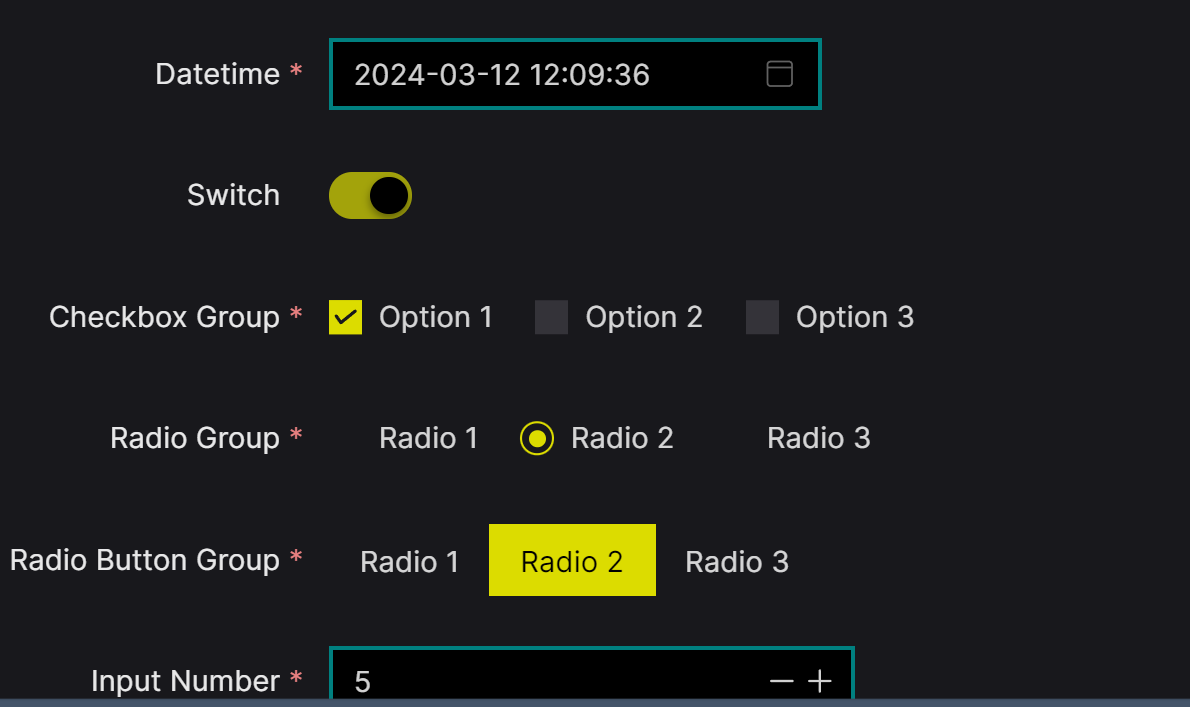 Datetime * 2024-03-12 12:09:36
Switch
Checkbox Group * Option 1 Option 2 Option 3
Radio Group * Radio 1 Radio 2 Radio 3
Radio Button Group * Radio 1 Radio 2 Radio 3
Input Number * 5